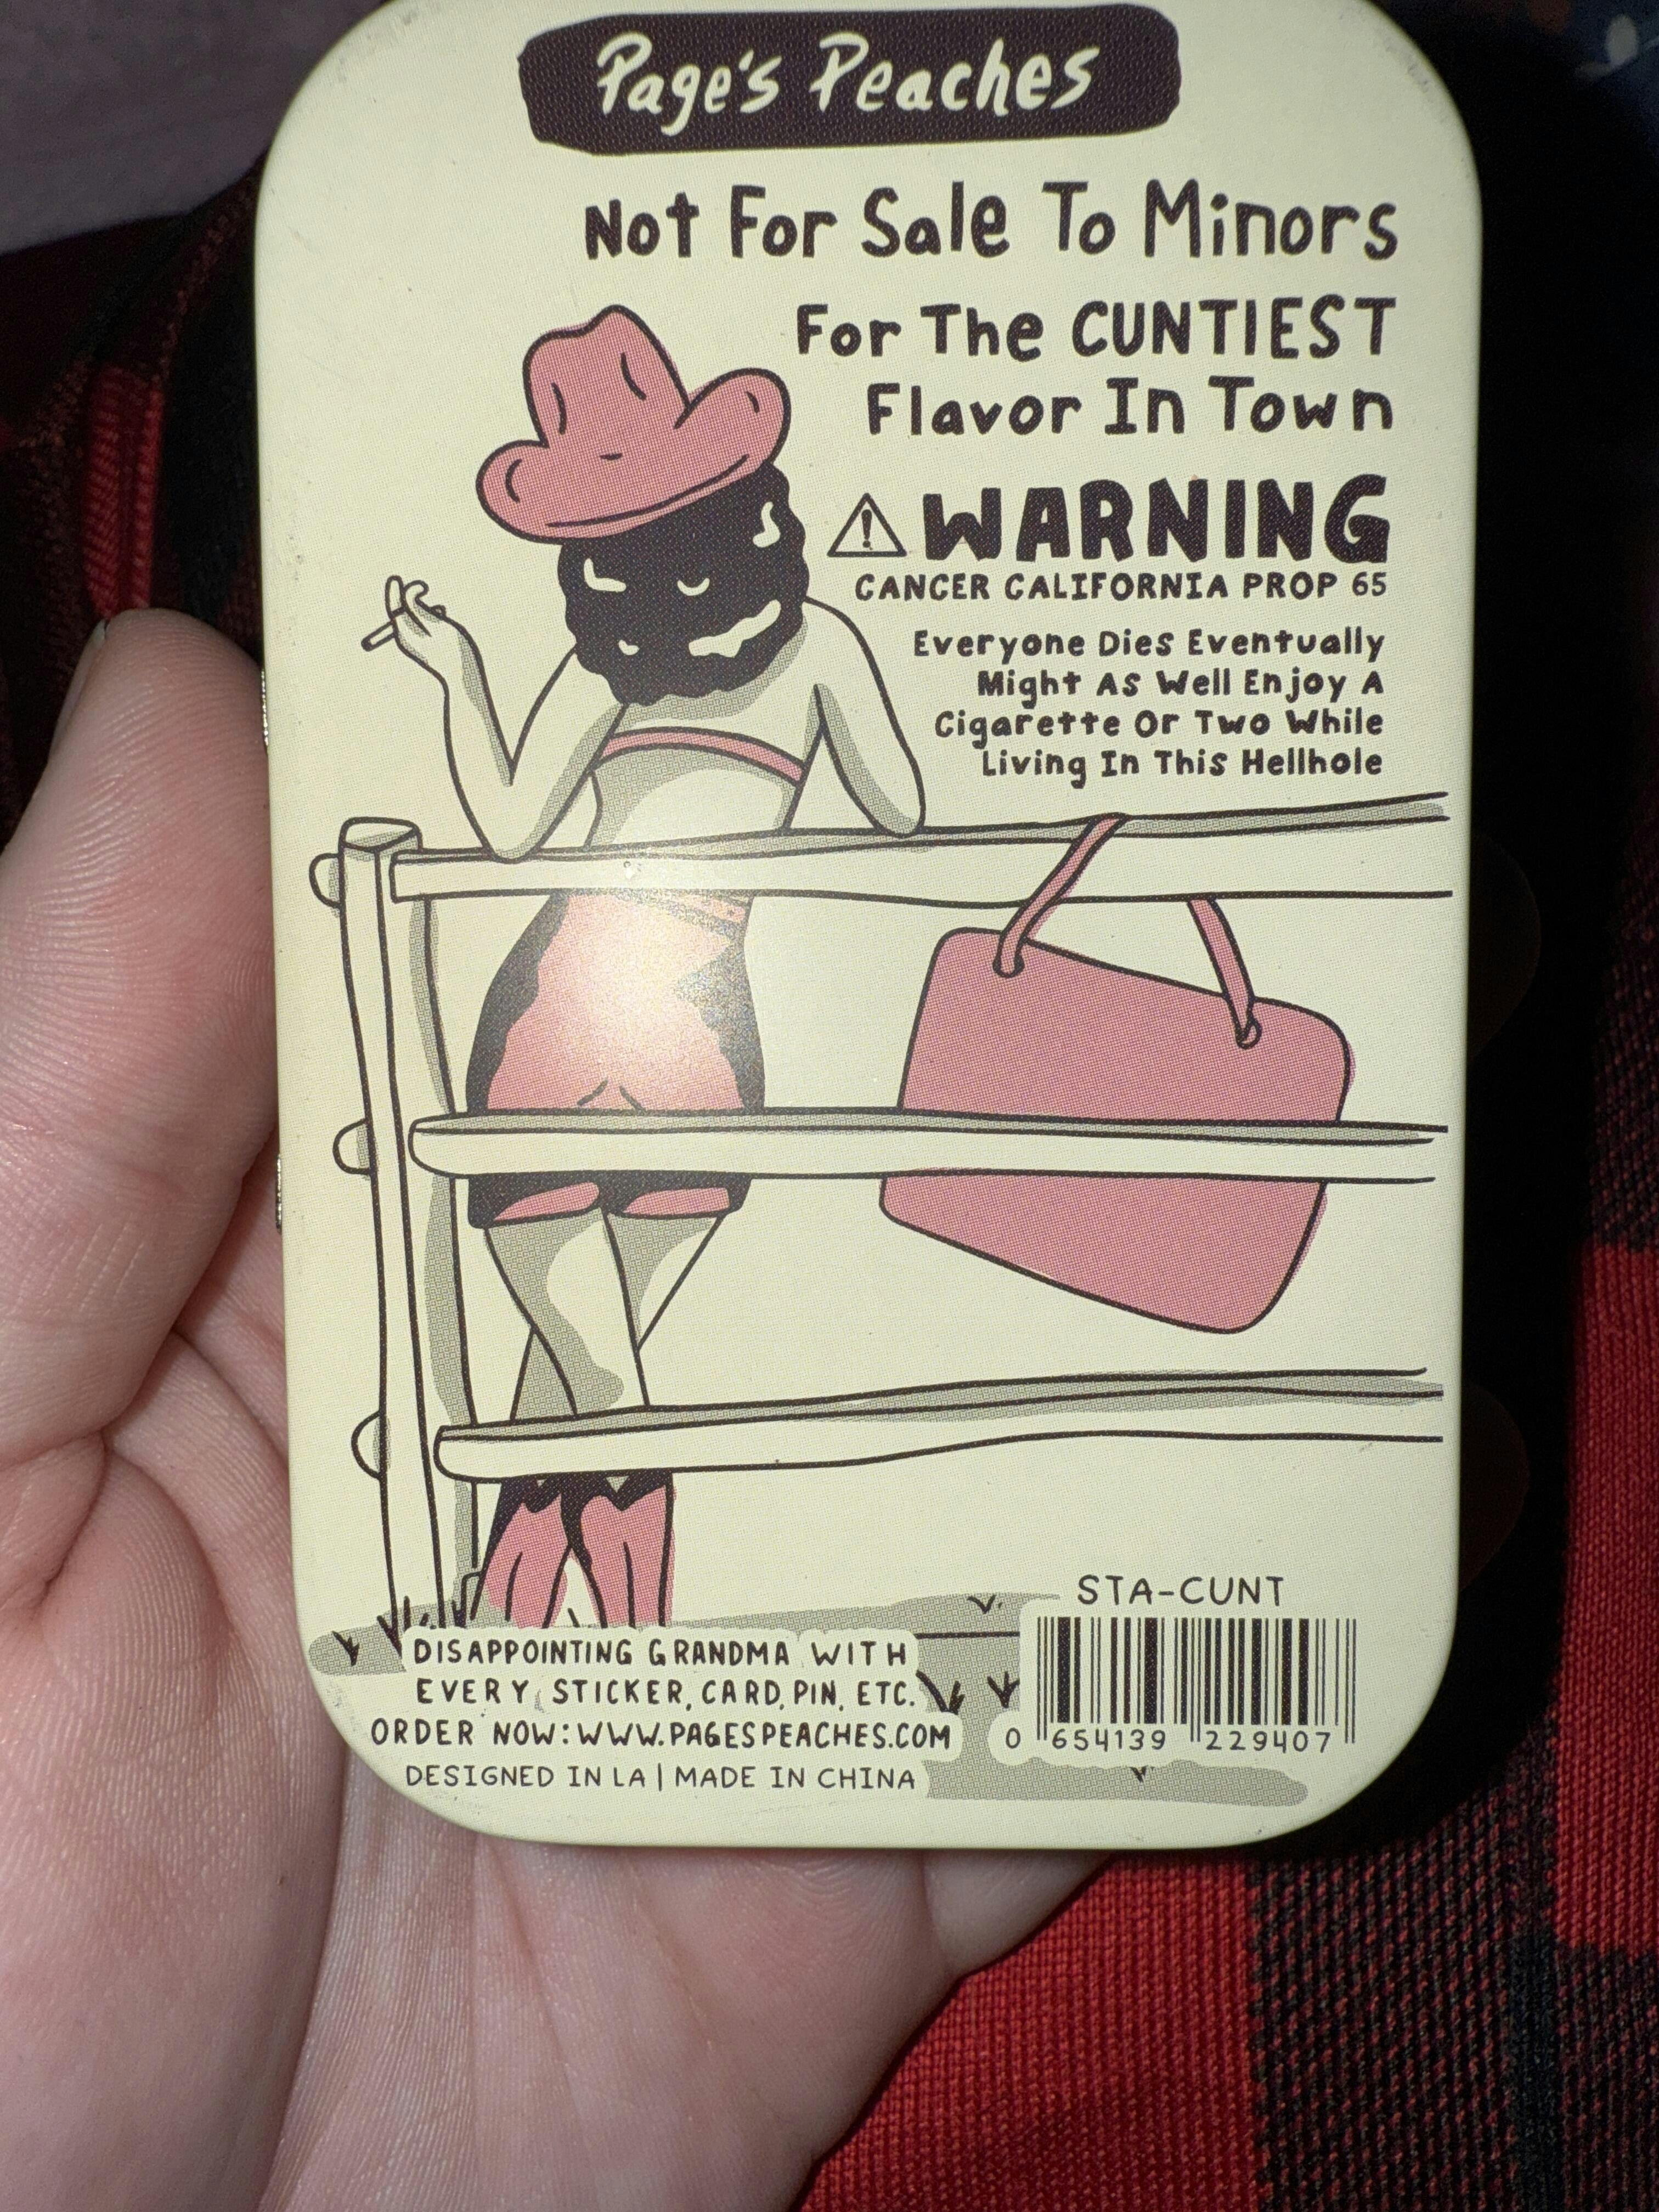 Page's Peaches
Not For Sale To Minors
For The CUNTIEST
Flavor In Town
WARNING
CANCER CALIFORNIA PROP 65
Everyone Dies Eventually
Might As Well Enjoy A
Cigarette Or Two While
Living In This Hellhole
STA-CUNT
DISAPPOINTING GRANDMA WITH
EVERY STICKER, CARD, PIN, ETC.
ORDER NOW: WWW.PAGESPEACHES.COM
DESIGNED IN LA | MADE IN CHINA
0 654139 229407